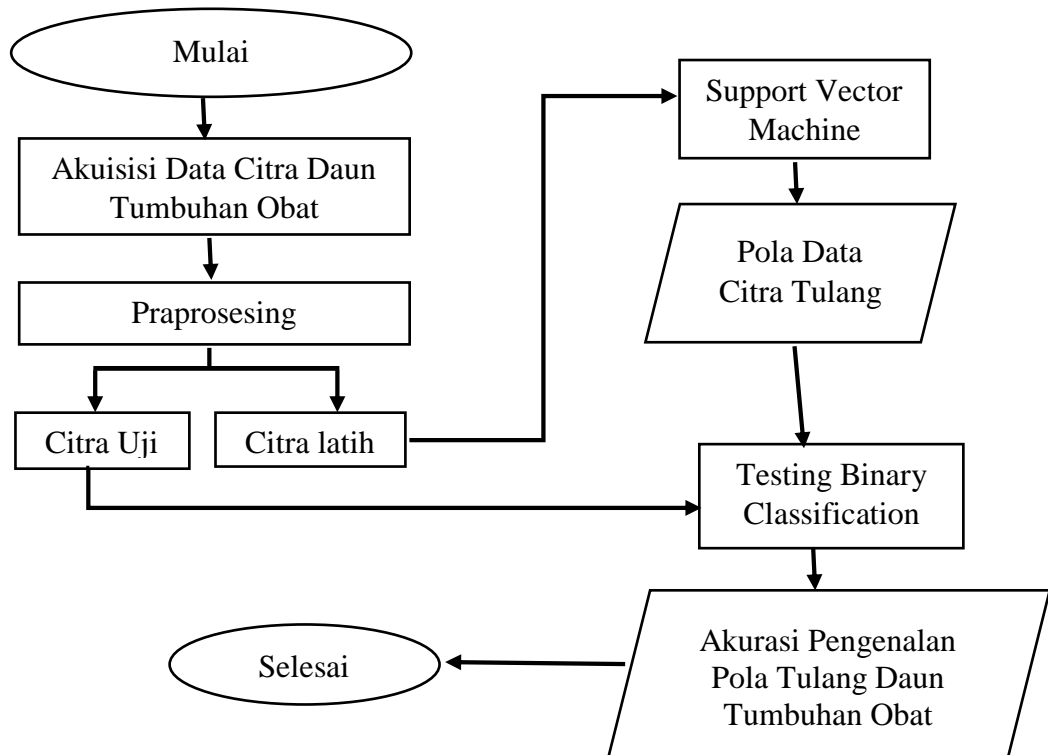 Mulai
Akuisisi Data Citra Daun
Tumbuhan Obat
Praprosesing
Citra Uji
Citra latih
Support Vector
Machine
Pola Data
Citra Tulang
Testing Binary
Classification
Akurasi Pengenalan
Pola Tulang Daun
Tumbuhan Obat
Selesai